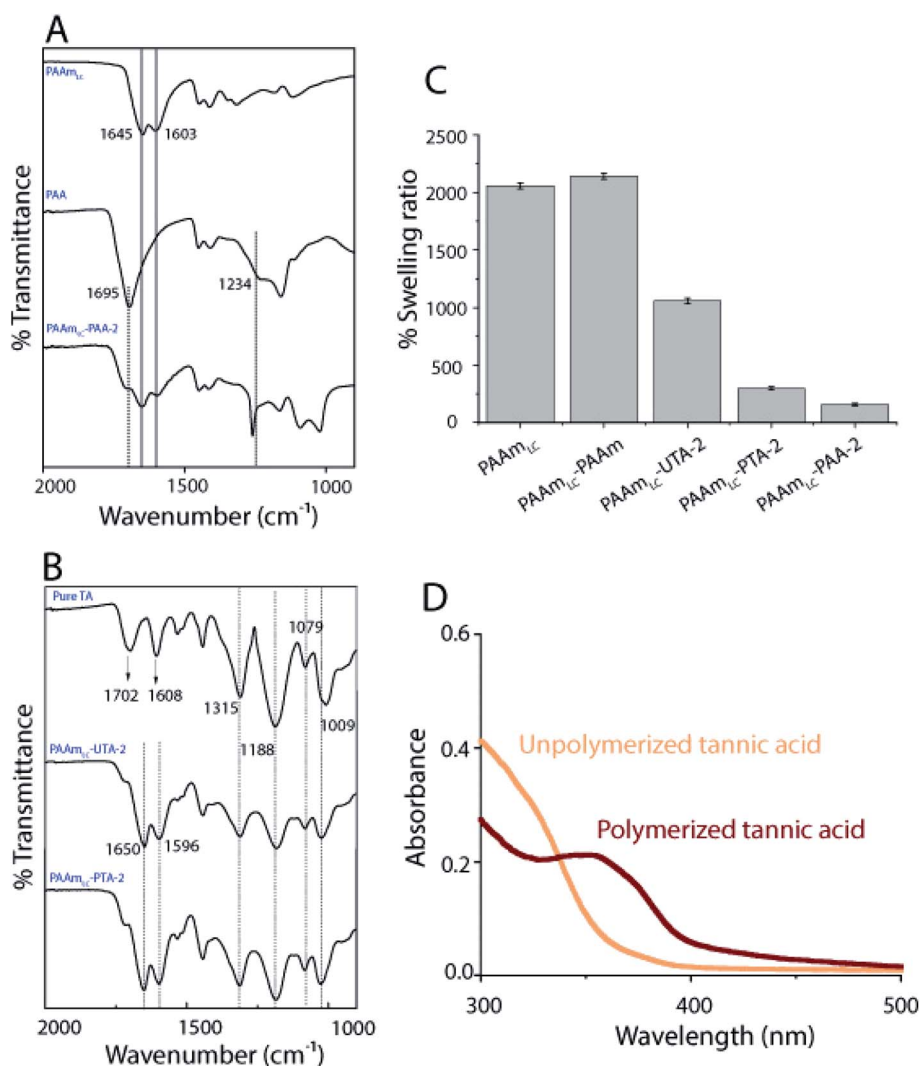 A
PAAmLC
1645
1603
PAA
1695
1234
PAAmLC-PAA-2
% Transmittance
2000
1500
1000
Wavenumber (cm-1)
C
2500
2000
1500
1000
500
0
% Swelling ratio
PAAmLC
PAAmLC-PAAm
PAAmLC-UTA-2
PAAmLC-PTA-2
PAAmLC-PAA-2
B
Pure TA
1079
1702
1608
1315
1009
1188
PAAmLC-UTA-2
1650
1596
PAAmLC-PTA-2
% Transmittance
2000
1500
1000
Wavenumber (cm-1)
D
0.6
0.4
0.2
0.0
Absorbance
Unpolymerized tannic acid
Polymerized tannic acid
300
400
500
Wavelength (nm)